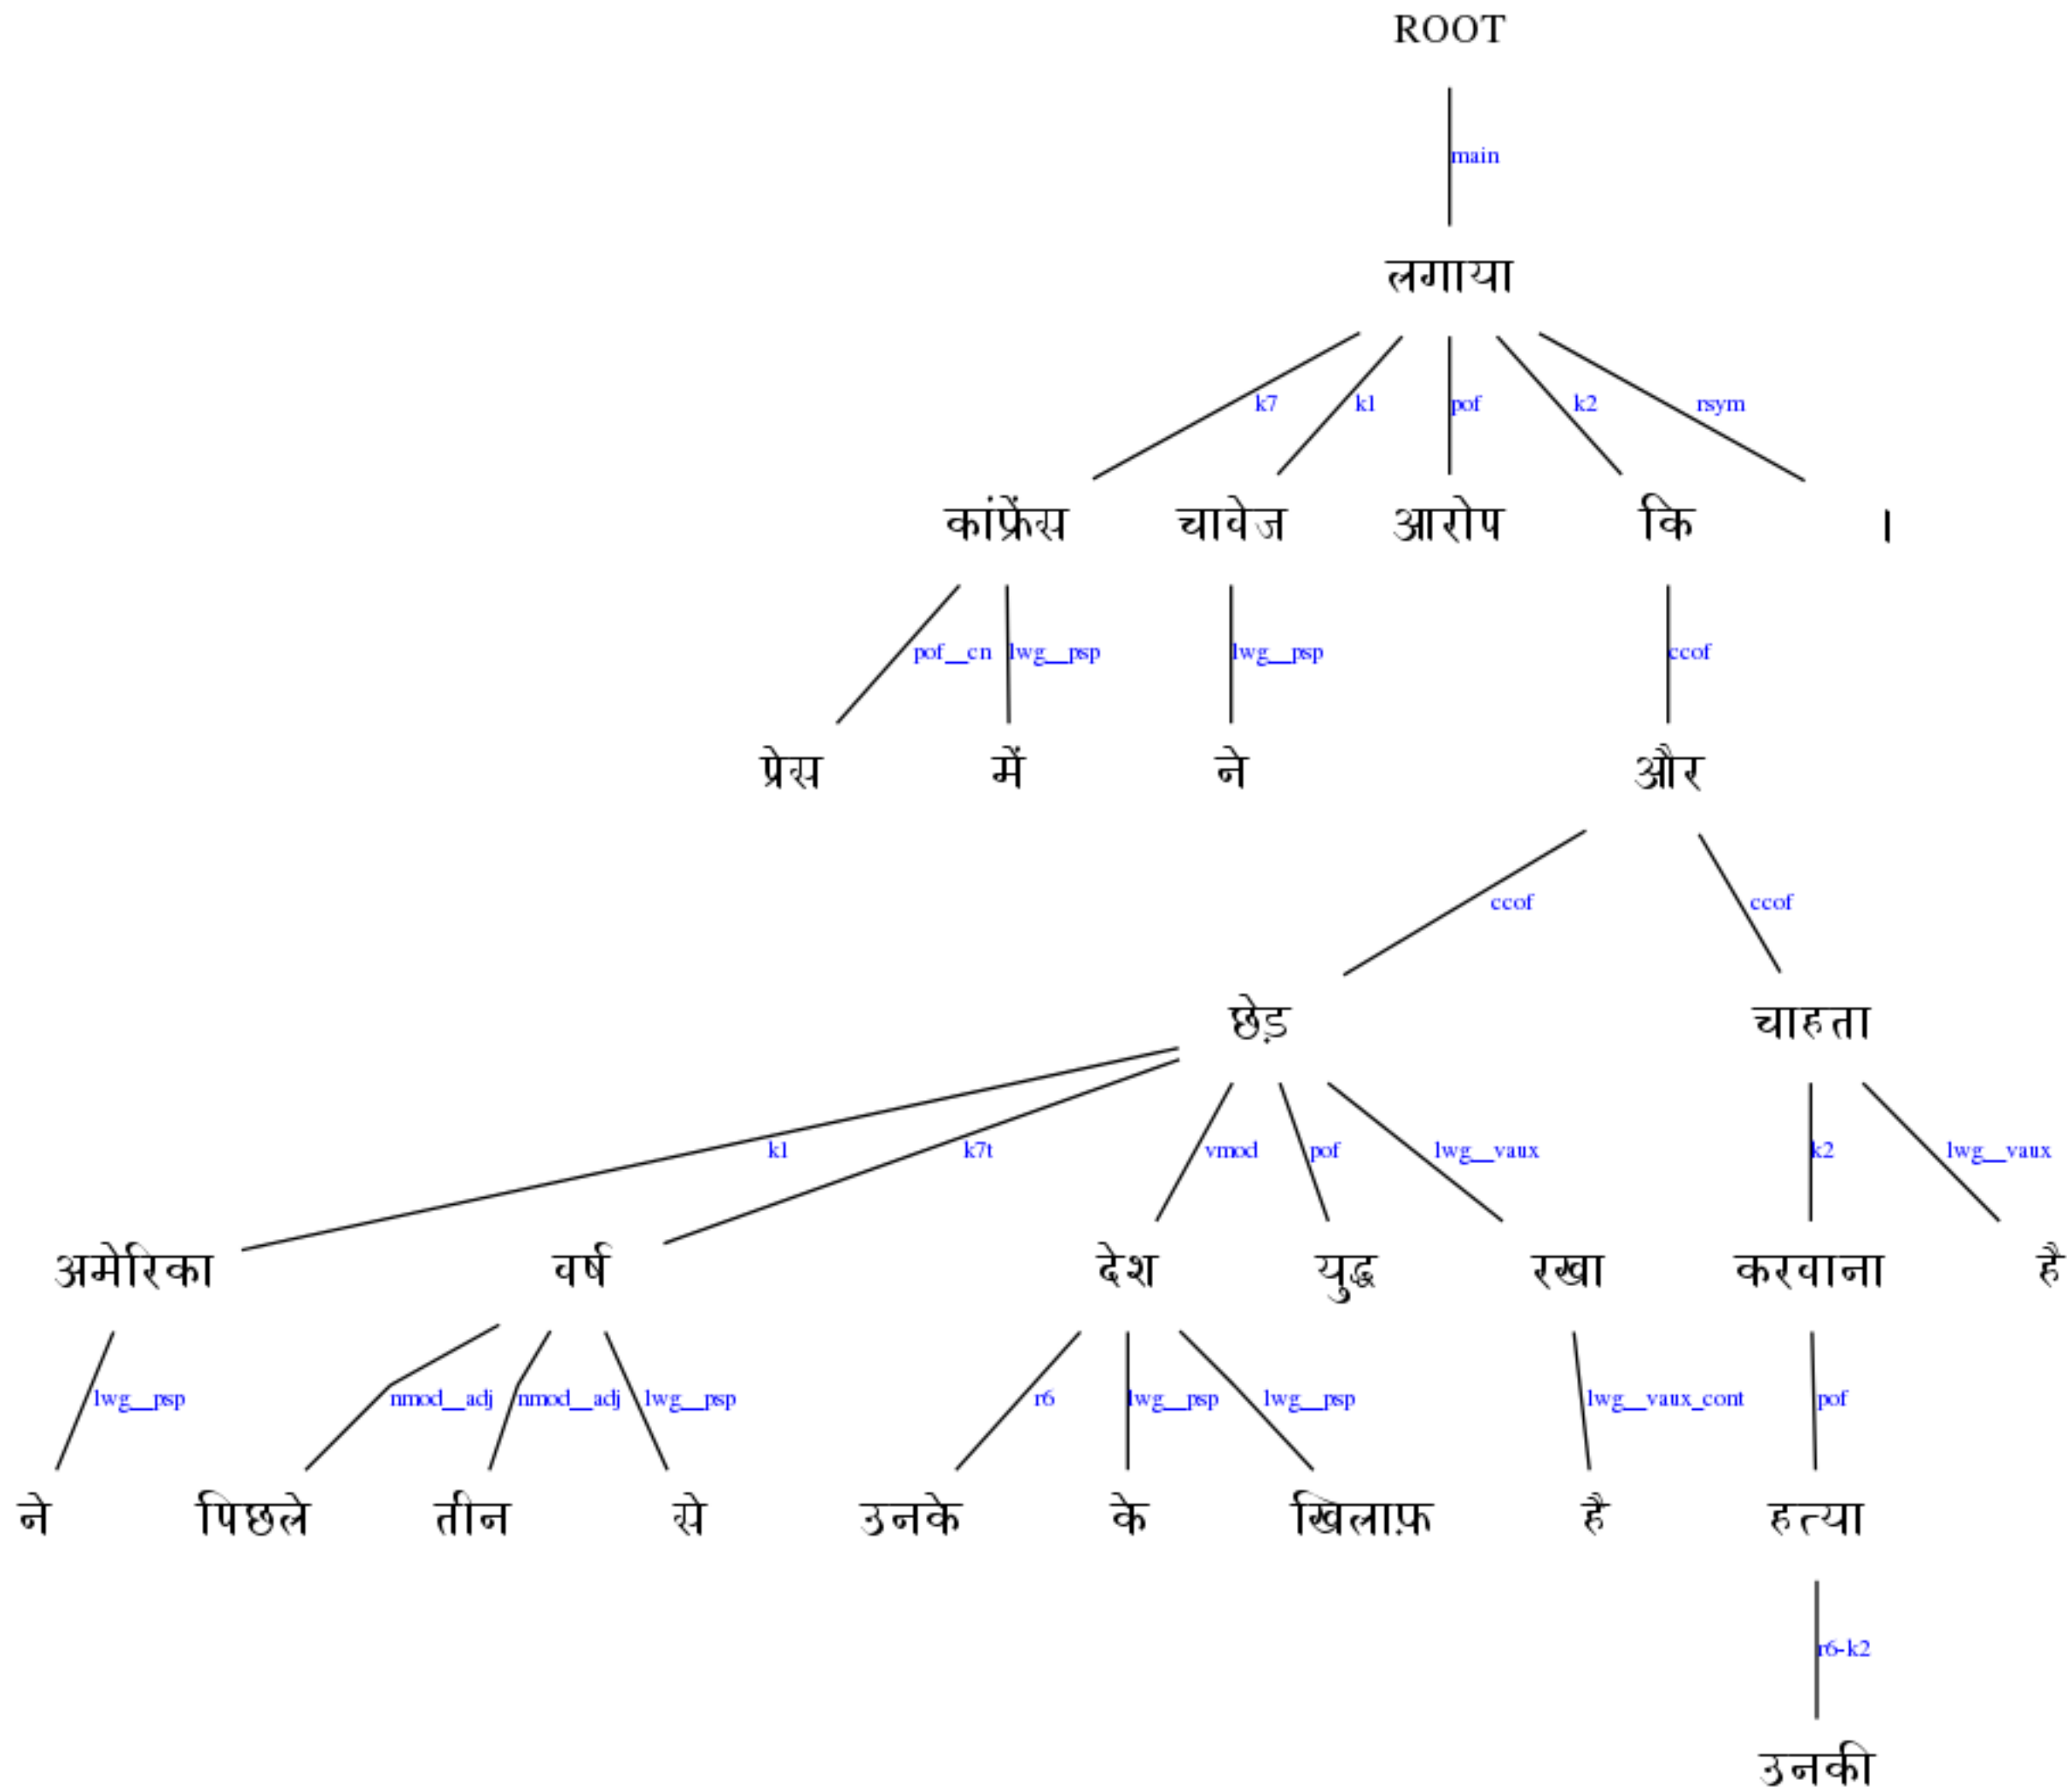 ROOT
main
लगाया
k7 k1 pof k2 rsym
कांफ्रेंस चावेज आरोप कि ।
pof__cn lwg__psp lwg__psp ccof
प्रेस में ने और
ccof ccof
छेड़ चाहता
k1 k7t vmod pof lwg__vaux k2 lwg__vaux
अमेरिका वर्ष देश युद्ध रखा करवाना है
lwg__psp nmod__adj nmod__adj lwg__psp r6 lwg__psp lwg__psp lwg__vaux_cont pof
ने पिछले तीन से उनके के खिलाफ़ है हत्या
r6-k2
उनकी